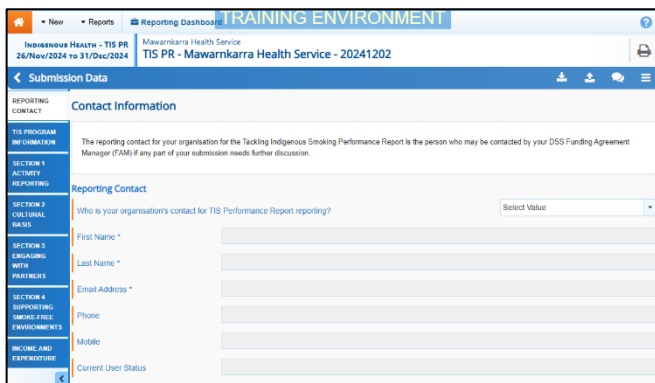 New
Reports
Reporting Dashboard
TRAINING ENVIRONMENT
INDIGENOUS HEALTH - TIS PR
26/NOV/2024 TO 31/DEC/2024
Mawarnkarra Health Service
TIS PR - Mawarnkarra Health Service - 20241202
Submission Data
REPORTING
CONTACT
TIS PROGRAM
INFORMATION
SECTION 1
ACTIVITY
REPORTING
SECTION 2
CULTURAL
BASIS
SECTION 3
ENGAGING
WITH
PARTNERS
SECTION 4
SUPPORTING
SMOKE-FREE
ENVIRONMENTS
INCOME AND
EXPENDITURE
Contact Information
The reporting contact for your organisation for the Tackling Indigenous Smoking Performance Report is the person who may be contacted by your DSS Funding Agreement
Manager (FAM) if any part of your submission needs further discussion.
Reporting Contact
Who is your organisation's contact for TIS Performance Report reporting?
Select Value
First Name *
Last Name *
Email Address *
Phone
Mobile
Current User Status